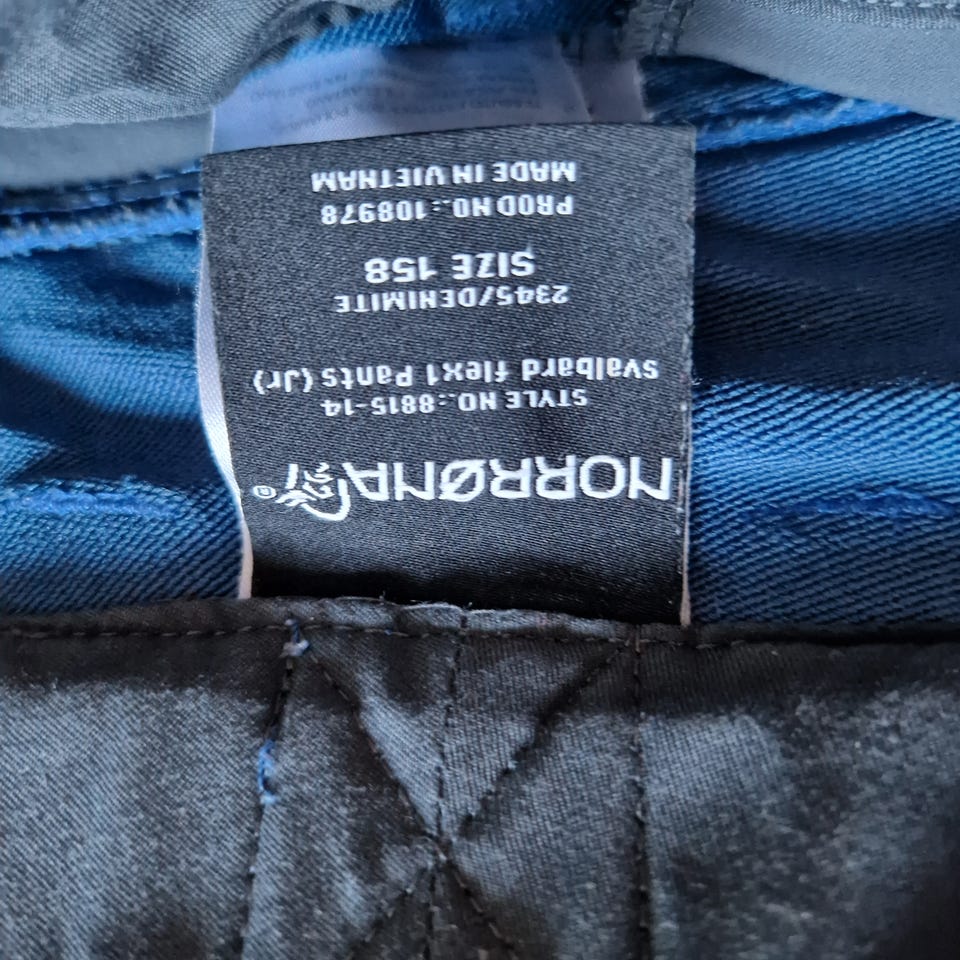 NORRØNA®
STYLE NO.:8815-14
Svalbard flex1 Pants (Jr)
2345/DENIMITE
SIZE 158
PROD NO.:108978
MADE IN VIETNAM